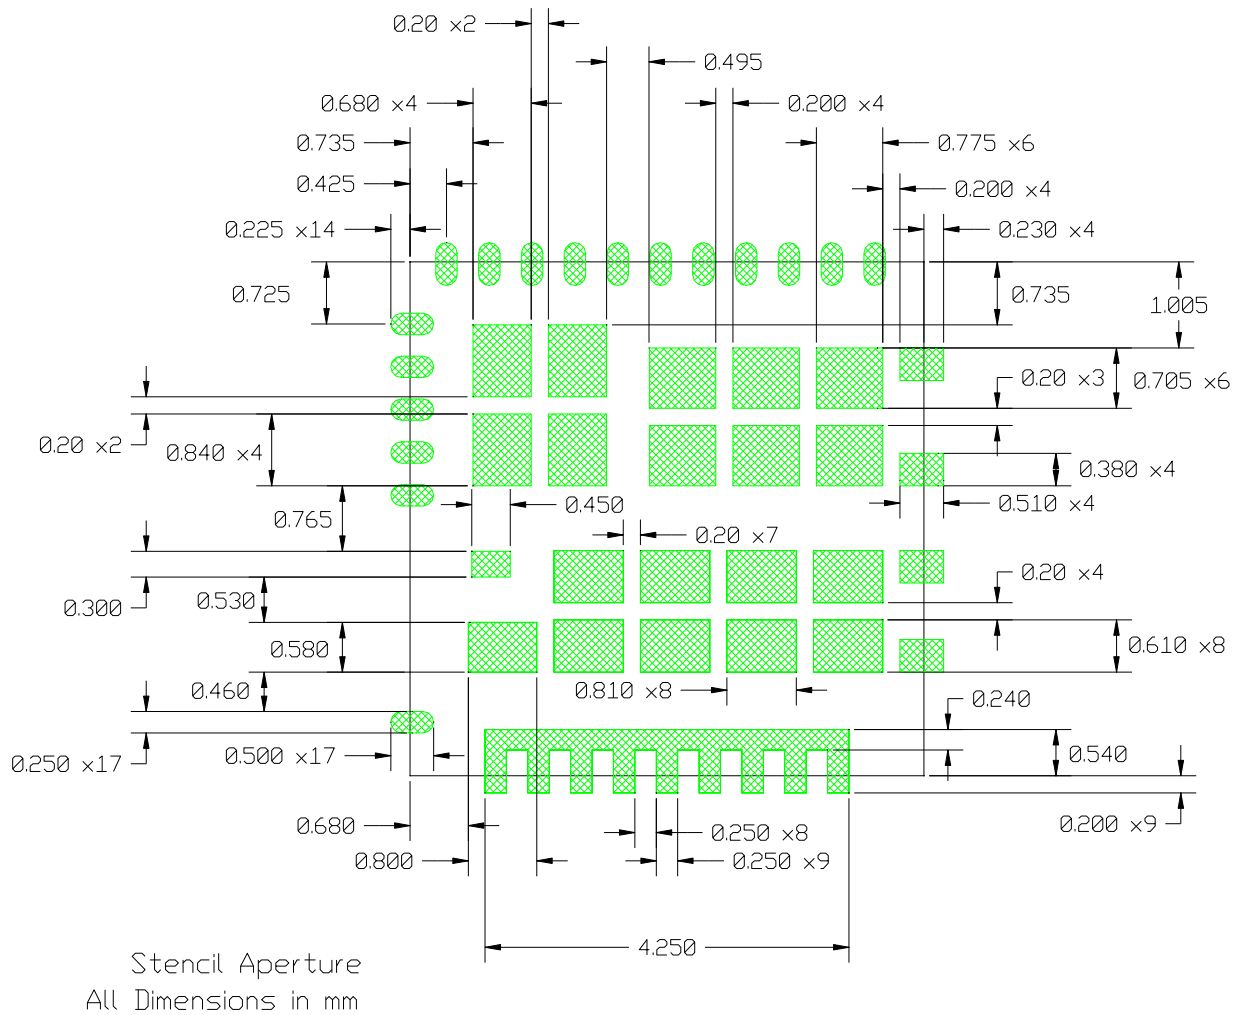 0.20 x2
0.495
0.680 x4
0.200 x4
0.735
0.775 x6
0.425
0.200 x4
0.225 x14
0.230 x4
0.725
0.735
1.005
0.20 x3
0.705 x6
0.20 x2
0.840 x4
0.380 x4
0.450
0.510 x4
0.765
0.20 x7
0.20 x4
0.300
0.530
0.580
0.610 x8
0.460
0.810 x8
0.240
0.250 x17
0.500 x17
0.540
0.680
0.250 x8
0.200 x9
0.800
0.250 x9
4.250
Stencil Aperture
All Dimensions in mm